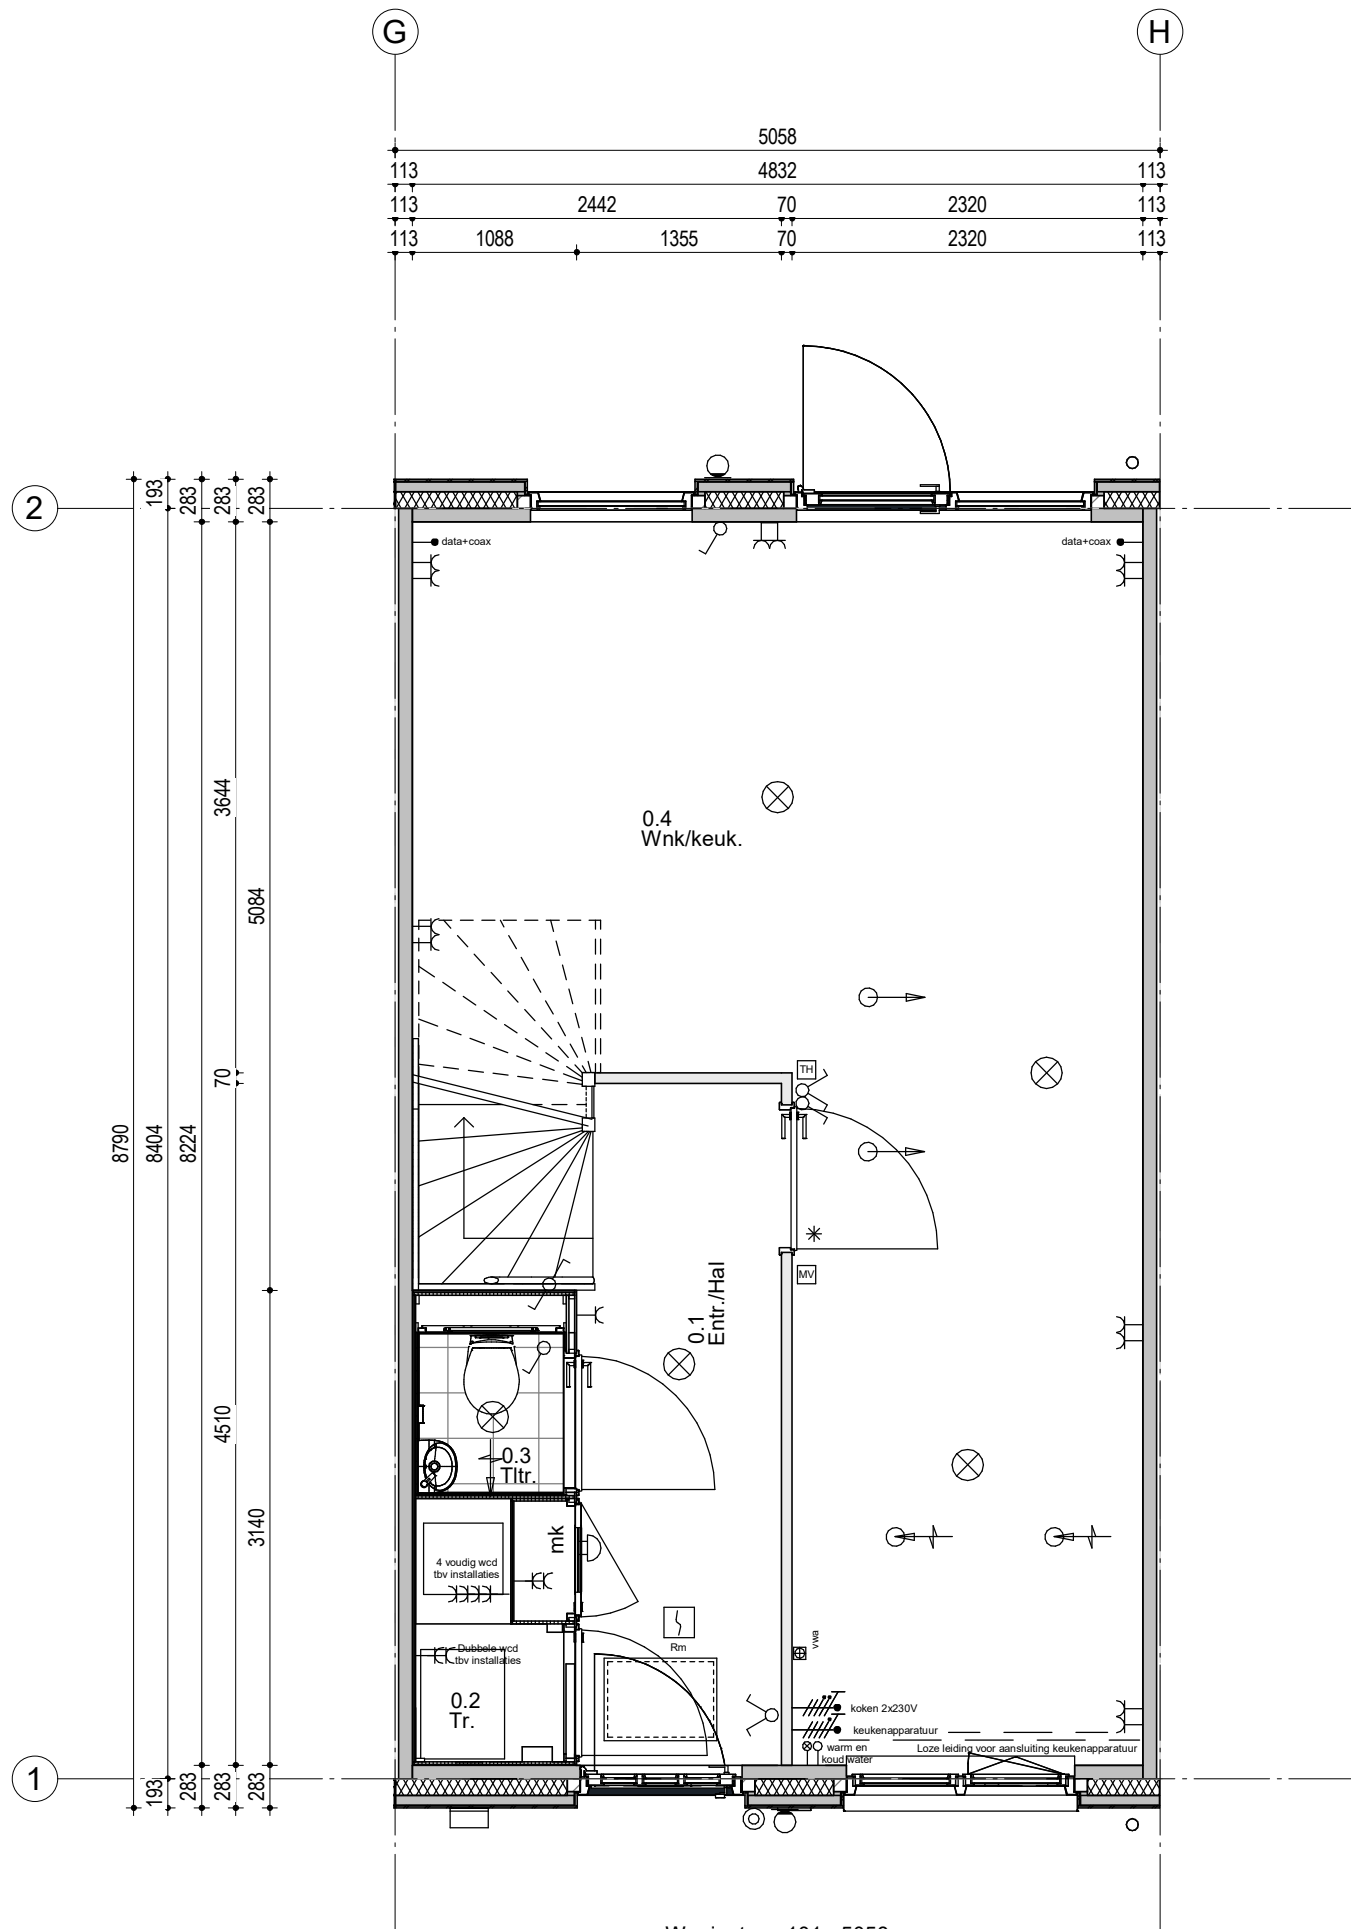 G
H
5058
113
4832
113
113
2442
70
2320
113
113
1088
1355
70
2320
113
2
193
283
283
283
data+coax
data+coax
3644
0.4
Wnk/keuk.
5084
TH
70
8790
8404
8224
MV
0.1
Entr./Hal
4510
0.3
Tltr.
3140
mk
4 voudig wcd
tbv installaties
Rm
vwa
Dubbele wcd
tbv installaties
0.2
Tr.
koken 2x230V
keukenapparatuur
warm en
koud water
Loze leiding voor aansluiting keukenapparatuur
1
193
283
283
283